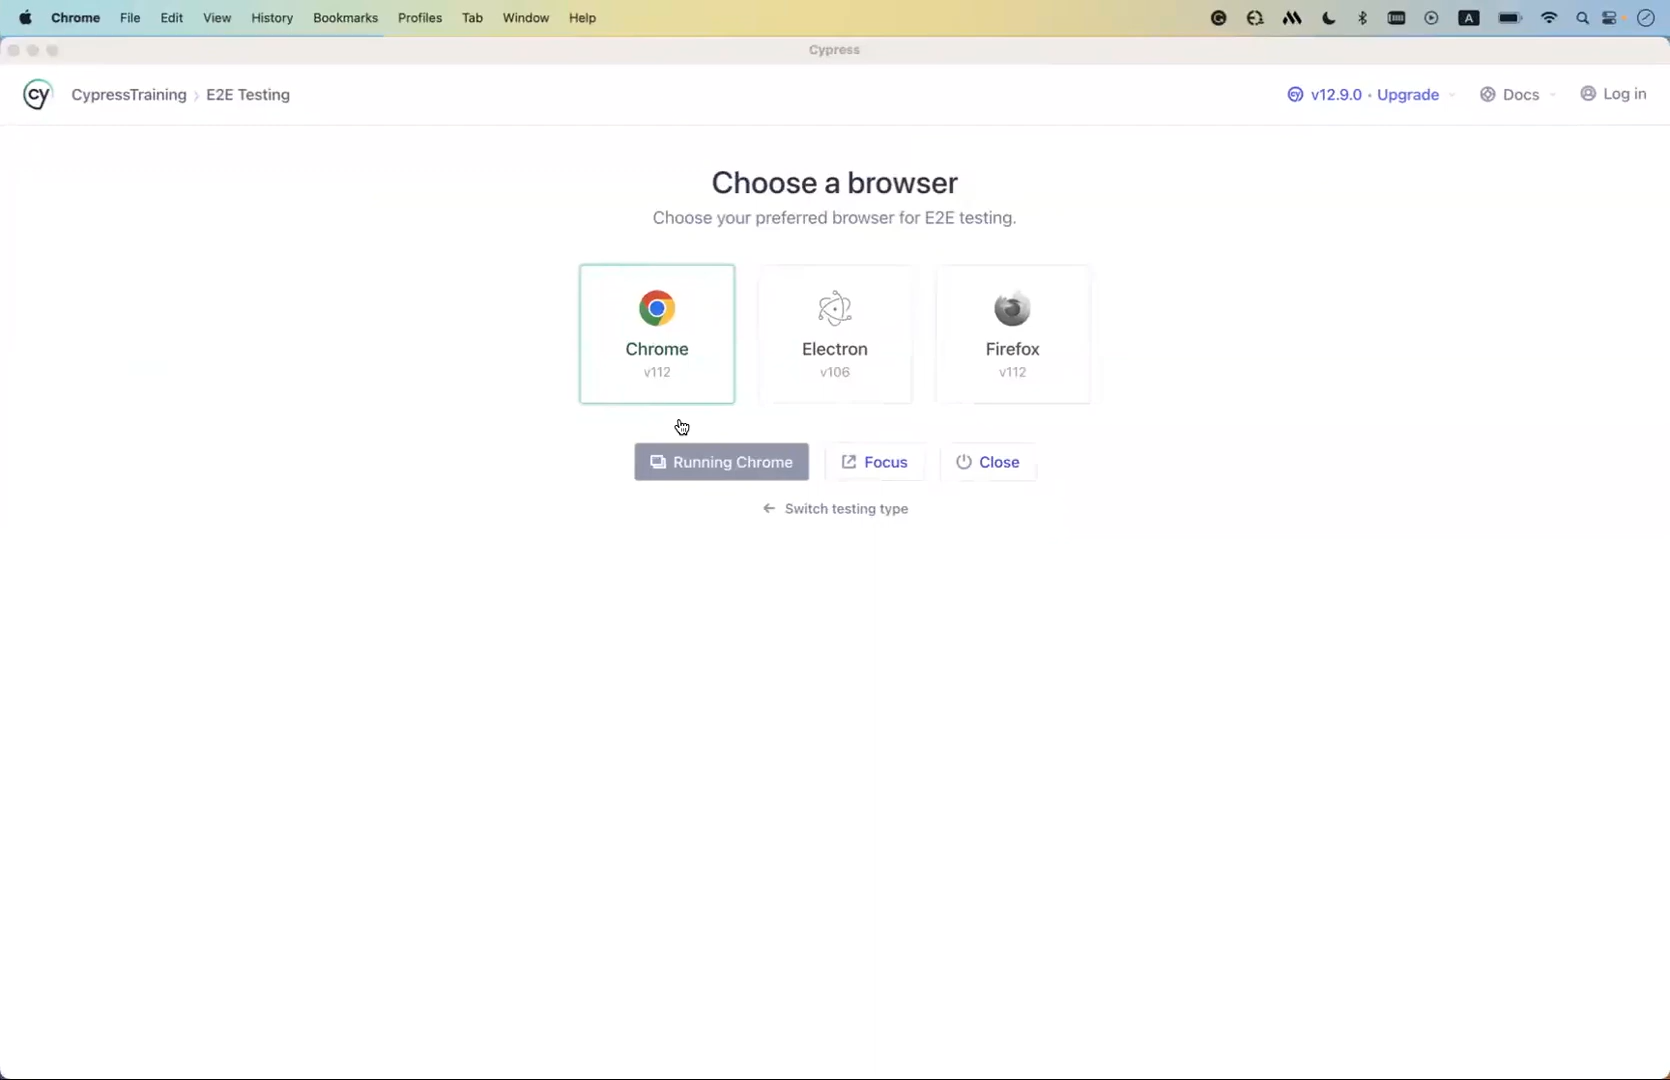 Chrome File Edit View History Bookmarks Profiles Tab Window Help A
Cypress
cy CypressTraining › E2E Testing cy v12.9.0 • Upgrade Docs Log in
Choose a browser
Choose your preferred browser for E2E testing.
Chrome Electron Firefox
v112 v106 v112
Running Chrome Focus Close
← Switch testing type